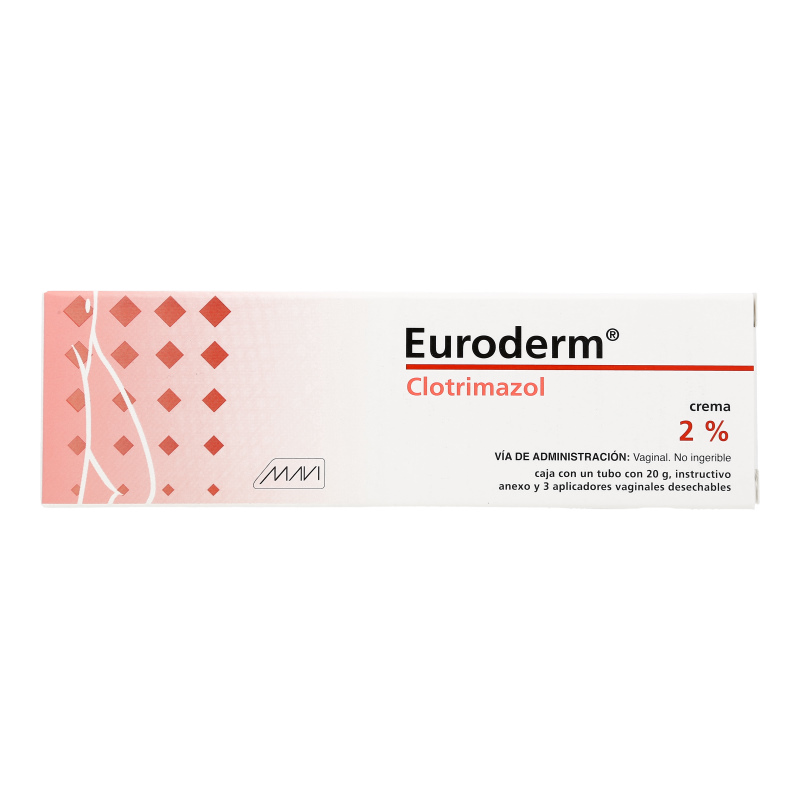 Euroderm®
Clotrimazol
crema
2 %
VÍA DE ADMINISTRACIÓN: Vaginal. No ingerible
caja con un tubo con 20 g, instructivo
anexo y 3 aplicadores vaginales desechables
MAVI